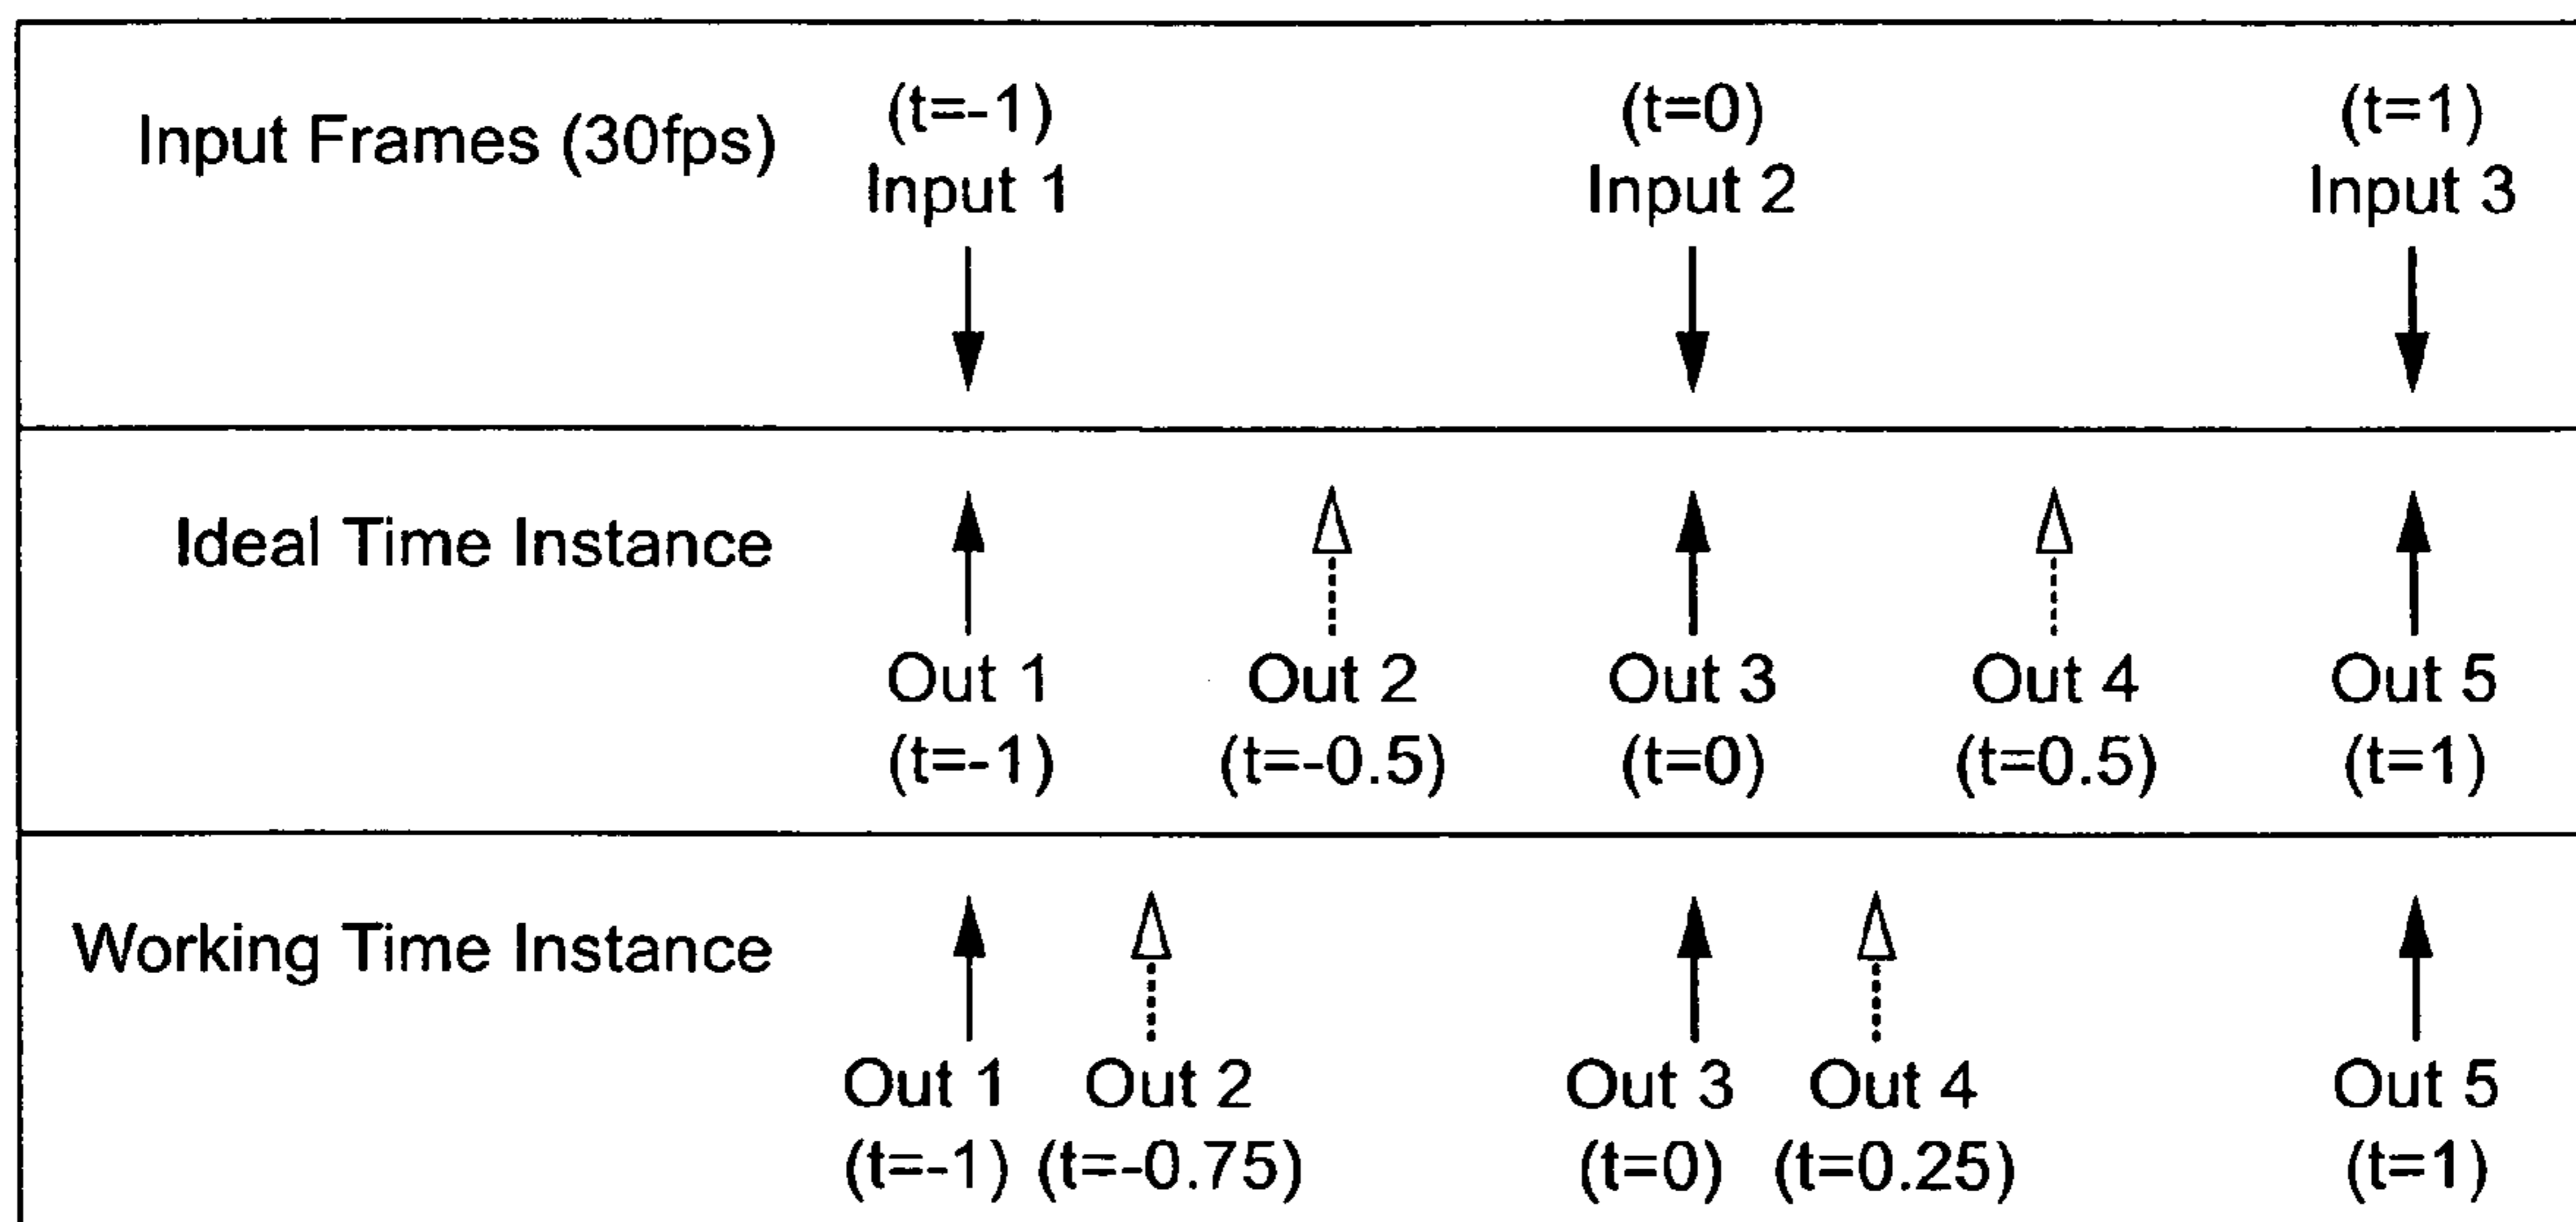 Input Frames (30fps)
(t=-1) (t=0) (t=1)
Input 1 Input 2 Input 3
Ideal Time Instance
Out 1 Out 2 Out 3 Out 4 Out 5
(t=-1) (t=-0.5) (t=0) (t=0.5) (t=1)
Working Time Instance
Out 1 Out 2 Out 3 Out 4 Out 5
(t=-1) (t=-0.75) (t=0) (t=0.25) (t=1)